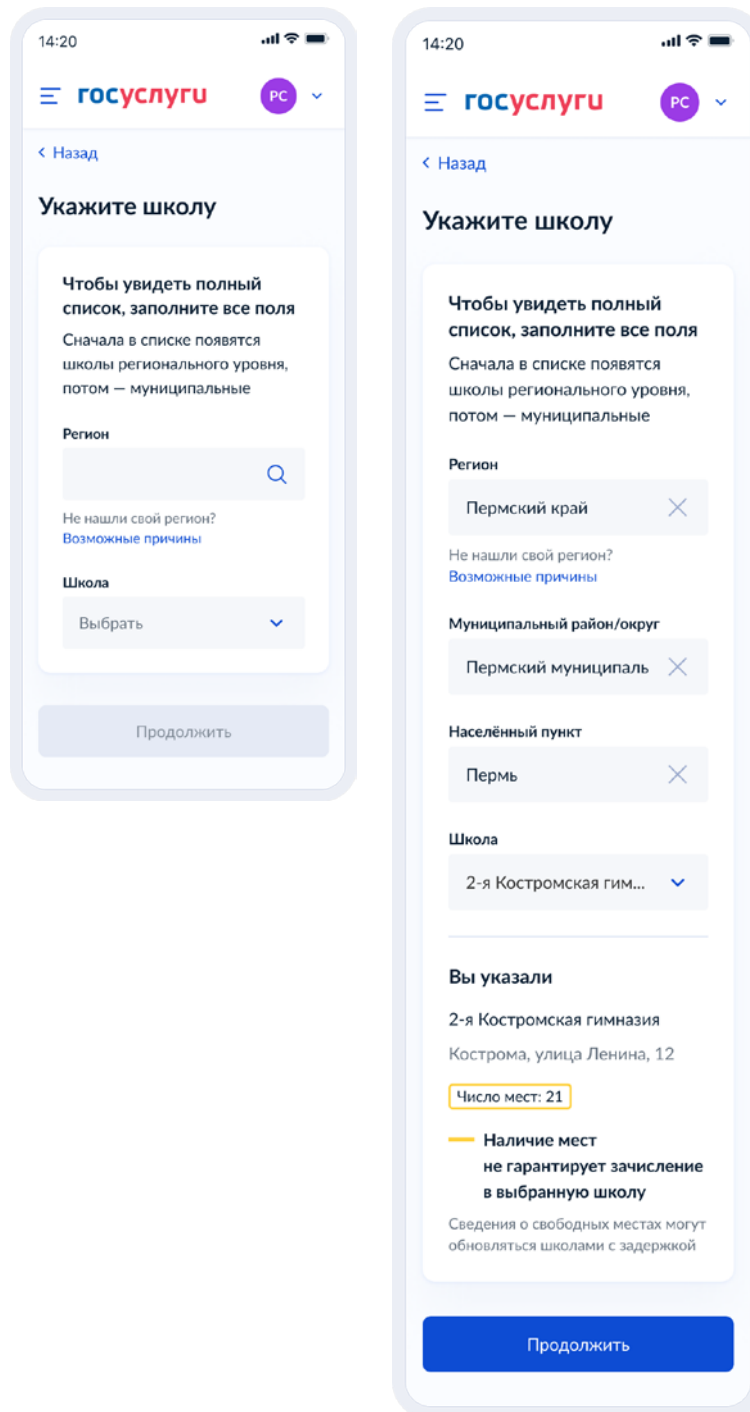 14:20
госуслуги
РС
Назад
Укажите школу
Чтобы увидеть полный
список, заполните все поля
Сначала в списке появятся
школы регионального уровня,
потом — муниципальные
Регион
Не нашли свой регион?
Возможные причины
Школа
Выбрать
Продолжить
14:20
госуслуги
РС
Назад
Укажите школу
Чтобы увидеть полный
список, заполните все поля
Сначала в списке появятся
школы регионального уровня,
потом — муниципальные
Регион
Пермский край
Не нашли свой регион?
Возможные причины
Муниципальный район/округ
Пермский муниципаль
Населённый пункт
Пермь
Школа
2-я Костромская гим...
Вы указали
2-я Костромская гимназия
Кострома, улица Ленина, 12
Число мест: 21
Наличие мест
не гарантирует зачисление
в выбранную школу
Сведения о свободных местах могут
обновляться школами с задержкой
Продолжить